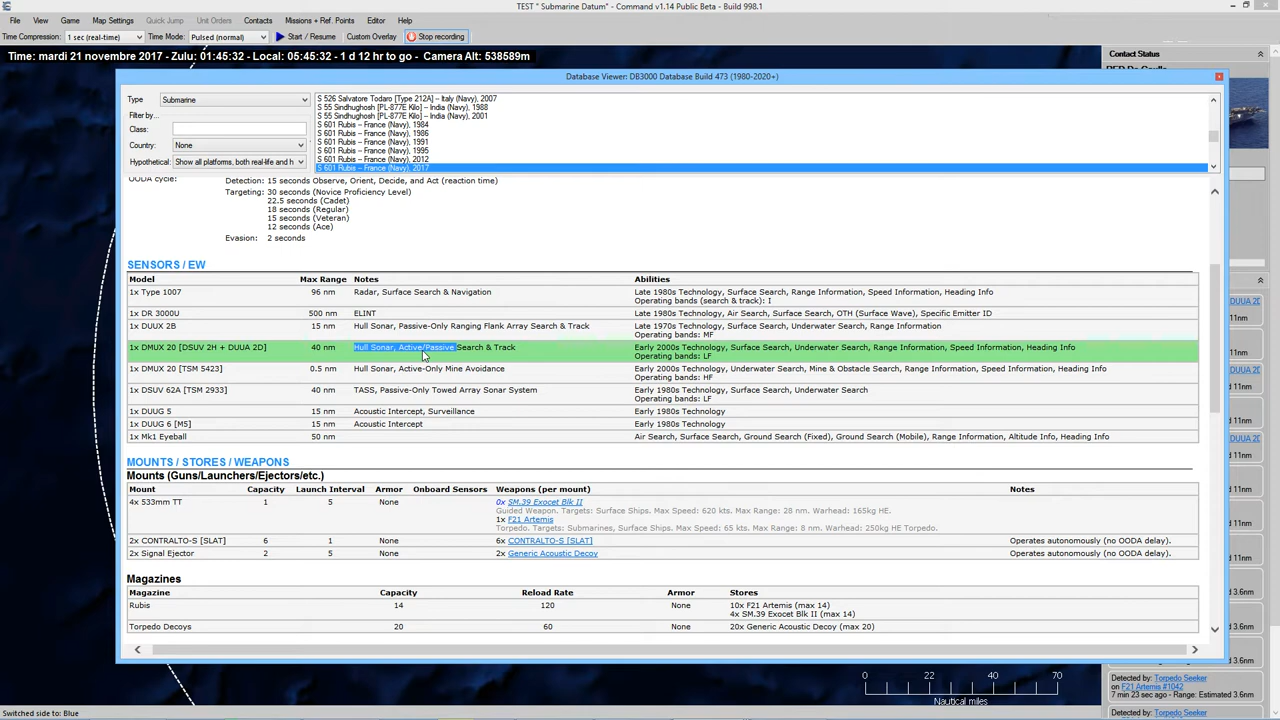 TEST " Submarine Datum" - Command v1.14 Public Beta - Build 998.1
File View Game Map Settings Quick Jump Unit Orders Contacts Missions + Ref. Points Editor Help
Time Compression: 1 sec (real-time) Time Mode: Pulsed (normal) Start / Resume Custom Overlay Stop recording
Time: mardi 21 novembre 2017 - Zulu: 01:45:32 - Local: 05:45:32 - 1 d 12 hr to go - Camera Alt: 538589m
Contact Status
Database Viewer: DB3000 Database Build 473 (1980-2020+)
Type Submarine
Filter by...
Class:
Country: None
Hypothetical: Show all platforms, both real-life and h
S 526 Salvatore Todaro [Type 212A] – Italy (Navy), 2007
S 55 Sindhughosh [PL-877E Kilo] – India (Navy), 1988
S 55 Sindhughosh [PL-877E Kilo] – India (Navy), 2001
S 601 Rubis – France (Navy), 1984
S 601 Rubis – France (Navy), 1986
S 601 Rubis – France (Navy), 1991
S 601 Rubis – France (Navy), 1995
S 601 Rubis – France (Navy), 2012
S 601 Rubis – France (Navy), 2017
OODA cycle: Detection: 15 seconds Observe, Orient, Decide, and Act (reaction time)
Targeting: 30 seconds (Novice Proficiency Level)
22.5 seconds (Cadet)
18 seconds (Regular)
15 seconds (Veteran)
12 seconds (Ace)
Evasion: 2 seconds
SENSORS / EW
Model Max Range Notes Abilities
1x Type 1007 96 nm Radar, Surface Search & Navigation Late 1980s Technology, Surface Search, Range Information, Speed Information, Heading Info
Operating bands (search & track): I
1x DR 3000U 500 nm ELINT Late 1980s Technology, Air Search, Surface Search, OTH (Surface Wave), Specific Emitter ID
1x DUUX 2B 15 nm Hull Sonar, Passive-Only Ranging Flank Array Search & Track Late 1970s Technology, Surface Search, Underwater Search, Range Information
Operating bands: MF
1x DMUX 20 [DSUV 2H + DUUA 2D] 40 nm Hull Sonar, Active/Passive Search & Track Early 2000s Technology, Surface Search, Underwater Search, Range Information, Speed Information, Heading Info
Operating bands: LF
1x DMUX 20 [TSM 5423] 0.5 nm Hull Sonar, Active-Only Mine Avoidance Early 2000s Technology, Underwater Search, Mine & Obstacle Search, Range Information, Speed Information, Heading Info
Operating bands: HF
1x DSUV 62A [TSM 2933] 40 nm TASS, Passive-Only Towed Array Sonar System Early 1980s Technology, Surface Search, Underwater Search
Operating bands: LF
1x DUUG 5 15 nm Acoustic Intercept, Surveillance Early 1980s Technology
1x DUUG 6 [M5] 15 nm Acoustic Intercept Early 1980s Technology
1x Mk1 Eyeball 50 nm Air Search, Surface Search, Ground Search (Fixed), Ground Search (Mobile), Range Information, Altitude Info, Heading Info
MOUNTS / STORES / WEAPONS
Mounts (Guns/Launchers/Ejectors/etc.)
Mount Capacity Launch Interval Armor Onboard Sensors Weapons (per mount) Notes
4x 533mm TT 1 5 None 0x SM.39 Exocet Blk II
Guided Weapon. Targets: Surface Ships. Max Speed: 620 kts. Max Range: 28 nm. Warhead: 165kg HE.
1x F21 Artemis
Torpedo. Targets: Submarines, Surface Ships. Max Speed: 65 kts. Max Range: 8 nm. Warhead: 250kg HE Torpedo.
2x CONTRALTO-S [SLAT] 6 1 None 6x CONTRALTO-S [SLAT] Operates autonomously (no OODA delay).
2x Signal Ejector 2 5 None 2x Generic Acoustic Decoy Operates autonomously (no OODA delay).
Magazines
Magazine Capacity Reload Rate Armor Stores
Rubis 14 120 None 10x F21 Artemis (max 14)
4x SM.39 Exocet Blk II (max 14)
Torpedo Decoys 20 60 None 20x Generic Acoustic Decoy (max 20)
0 22 40 70
Nautical miles
Detected by: Torpedo Seeker
on F21 Artemis #1042
7 min 23 sec ago - Range: Estimated 3.6nm
Detected by: Torpedo Seeker
Switched side to: Blue